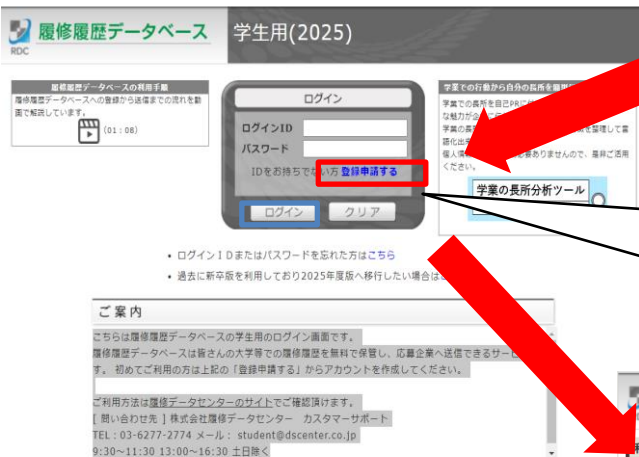 RDC
履修履歴データベース
学生用(2025)
履修履歴データベースの利用手順
履修履歴データベースへの登録から送信までの流れを動
画で解説しています。
(01：08)
ログイン
ログインID
パスワード
IDをお持ちでない方 登録申請する
ログイン
クリア
学業での行動から自分の長所を
学業での長所を自己PRに
な魅力が
学業の長
を整理して言
語化出
個人情
ありませんので、是非ご活用
ください。
学業の長所分析ツール
• ログインＩＤまたはパスワードを忘れた方はこちら
• 過去に新卒版を利用しており2025年度版へ移行したい場合は
ご 案 内
こちらは履修履歴データベースの学生用のログイン画面です。
履修履歴データベースは皆さんの大学等での履修履歴を無料で保管し、応募企業へ送信できるサー
す。 初めてご利用の方は上記の「登録申請する」からアカウントを作成してください。
ご利用方法は履修データセンターのサイトでご確認頂けます。
[ 問い合わせ先 ] 株式会社履修データセンター　カスタマーサポート
TEL：03-6277-2774 メール： student@dscenter.co.jp
9:30～11:30 13:00～16:30 土日除く